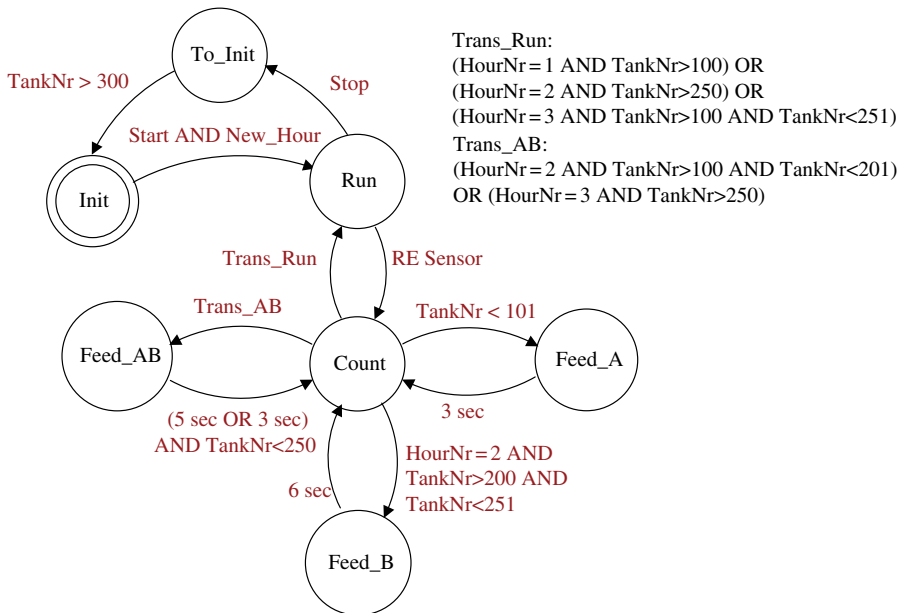 To_Init
TankNr > 300
Stop
Start AND New_Hour
Init
Run
Trans_Run:
(HourNr = 1 AND TankNr>100) OR
(HourNr = 2 AND TankNr>250) OR
(HourNr = 3 AND TankNr>100 AND TankNr<251)
Trans_AB:
(HourNr = 2 AND TankNr>100 AND TankNr<201)
OR (HourNr = 3 AND TankNr>250)
Trans_Run
RE Sensor
Trans_AB
TankNr < 101
Feed_AB
Count
Feed_A
(5 sec OR 3 sec)
AND TankNr<250
3 sec
6 sec
HourNr = 2 AND
TankNr>200 AND
TankNr<251
Feed_B